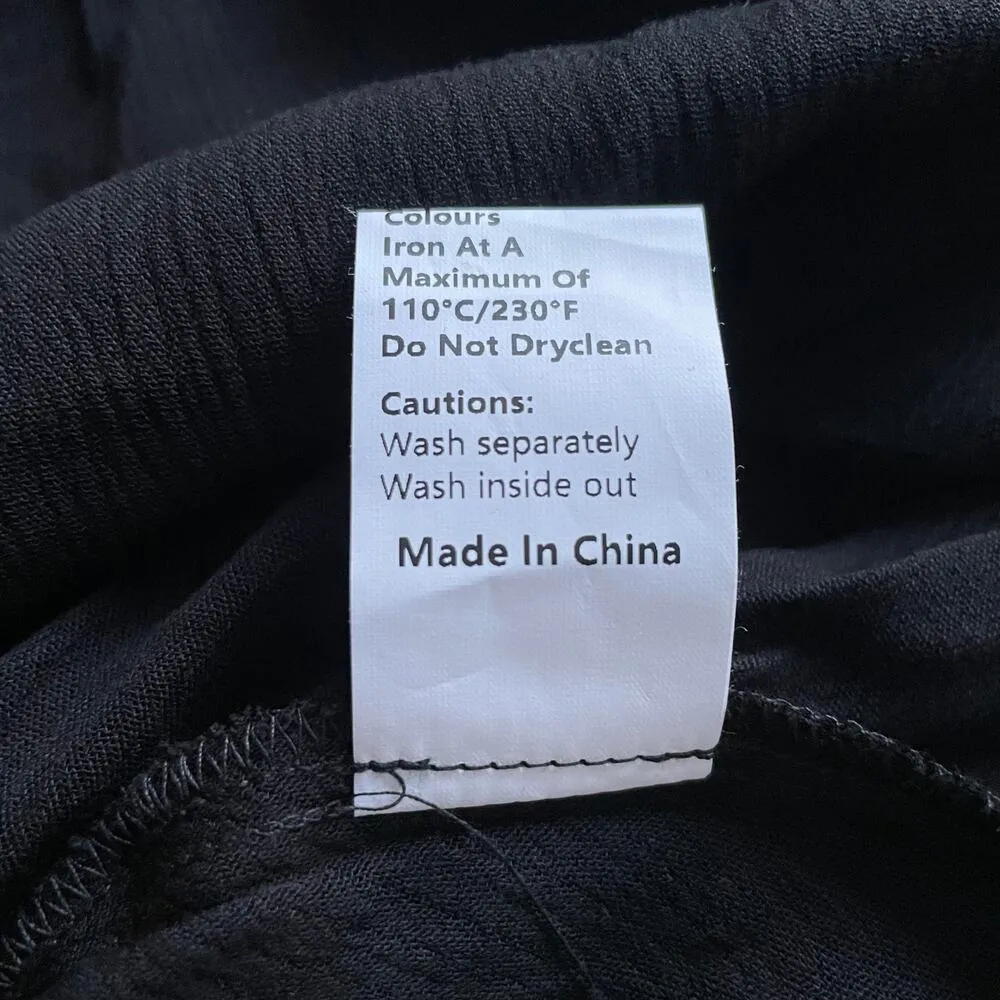 Colours
Iron At A
Maximum Of
110°C/230°F
Do Not Dryclean
Cautions:
Wash separately
Wash inside out
Made In China